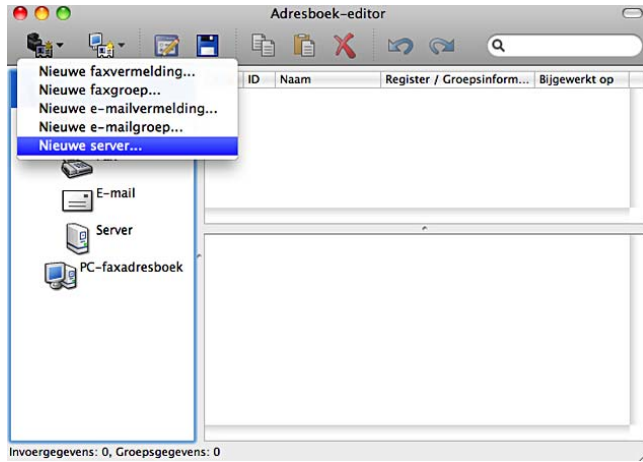 Adresboek-editor
Nieuwe faxvermelding...
Nieuwe faxgroep...
Nieuwe e-mailvermelding...
Nieuwe e-mailgroep...
Nieuwe server...
ID Naam Register / Groepsinform... Bijgewerkt op
E-mail
Server
PC-faxadresboek
Invoergegevens: 0, Groepsgegevens: 0